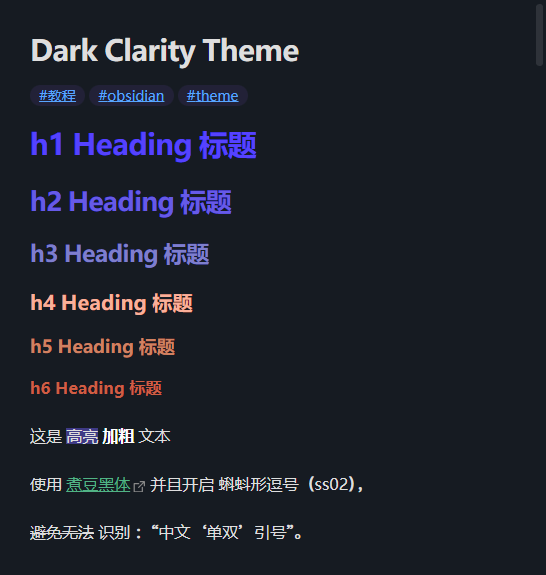 Dark Clarity Theme
#教程 #obsidian #theme
h1 Heading 标题
h2 Heading 标题
h3 Heading 标题
h4 Heading 标题
h5 Heading 标题
h6 Heading 标题
这是 高亮 加粗 文本
使用 煮豆黑体 并且开启 蝌蚪形逗号（ss02），
避免无法 识别：“中文‘单双’引号”。